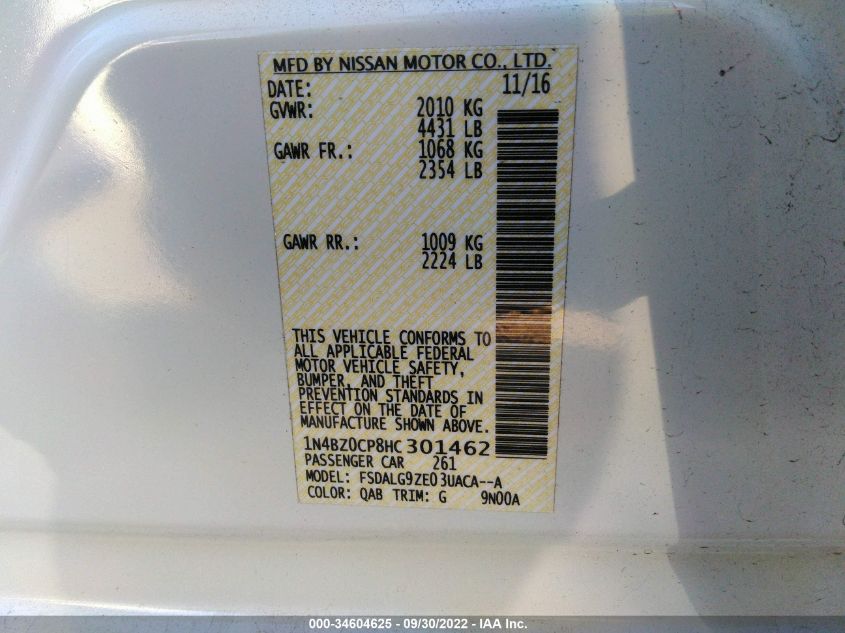 MFD BY NISSAN MOTOR CO., LTD.
DATE: 11/16
GVWR: 2010 KG
4431 LB
GAWR FR.: 1068 KG
2354 LB
GAWR RR.: 1009 KG
2224 LB
THIS VEHICLE CONFORMS TO
ALL APPLICABLE FEDERAL
MOTOR VEHICLE SAFETY,
BUMPER, AND THEFT
PREVENTION STANDARDS IN
EFFECT ON THE DATE OF
MANUFACTURE SHOWN ABOVE.
1N4BZ0CP8HC 301462
PASSENGER CAR 261
MODEL: FSDALG9ZE03UACA--A
COLOR: QAB TRIM: G 9N00A
000-34604625 - 09/30/2022 - IAA Inc.